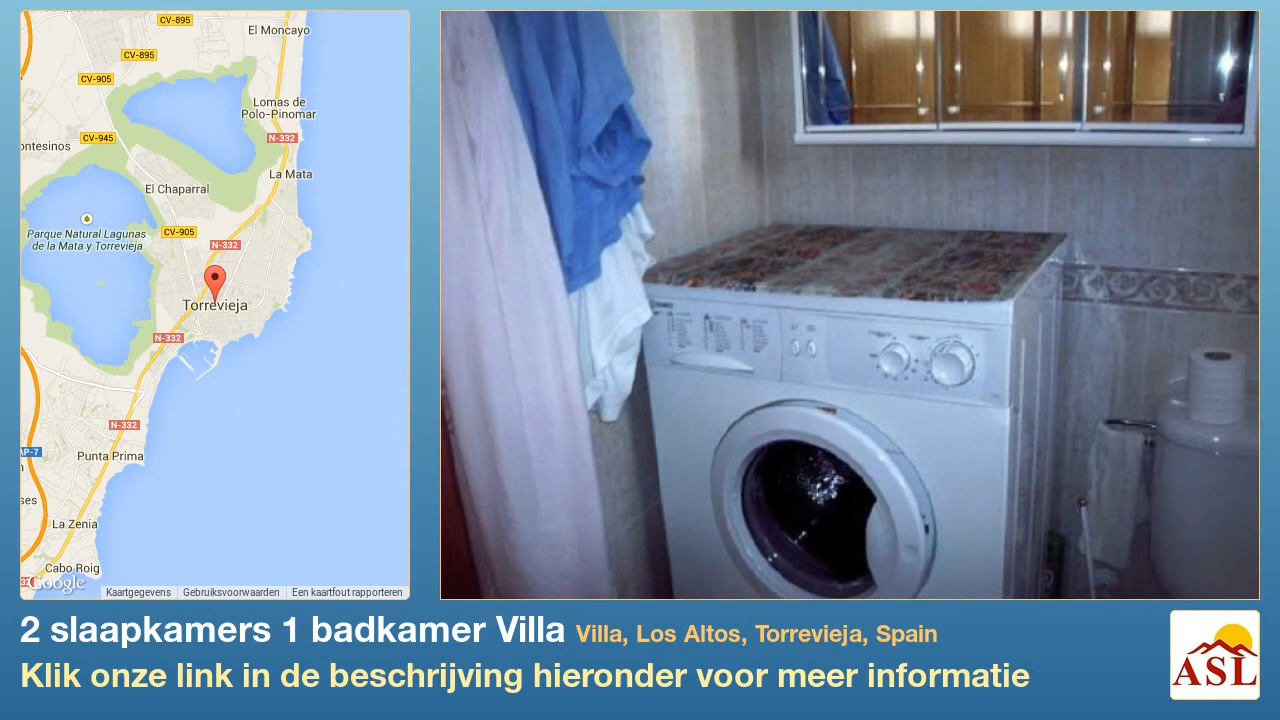 CV-895
El Moncayo
CV-895
CV-905
Lomas de
Polo-Pinomar
CV-945
N-332
ontesinos
La Mata
El Chaparral
Parque Natural Lagunas
de la Mata y Torrevieja
CV-905
N-332
Torrevieja
N-332
N-332
AP-7
Punta Prima
ses
La Zenia
Cabo Roig
Google
Kaartgegevens Gebruiksvoorwaarden Een kaartfout rapporteren
2 slaapkamers 1 badkamer Villa Villa, Los Altos, Torrevieja, Spain
Klik onze link in de beschrijving hieronder voor meer informatie
ASL